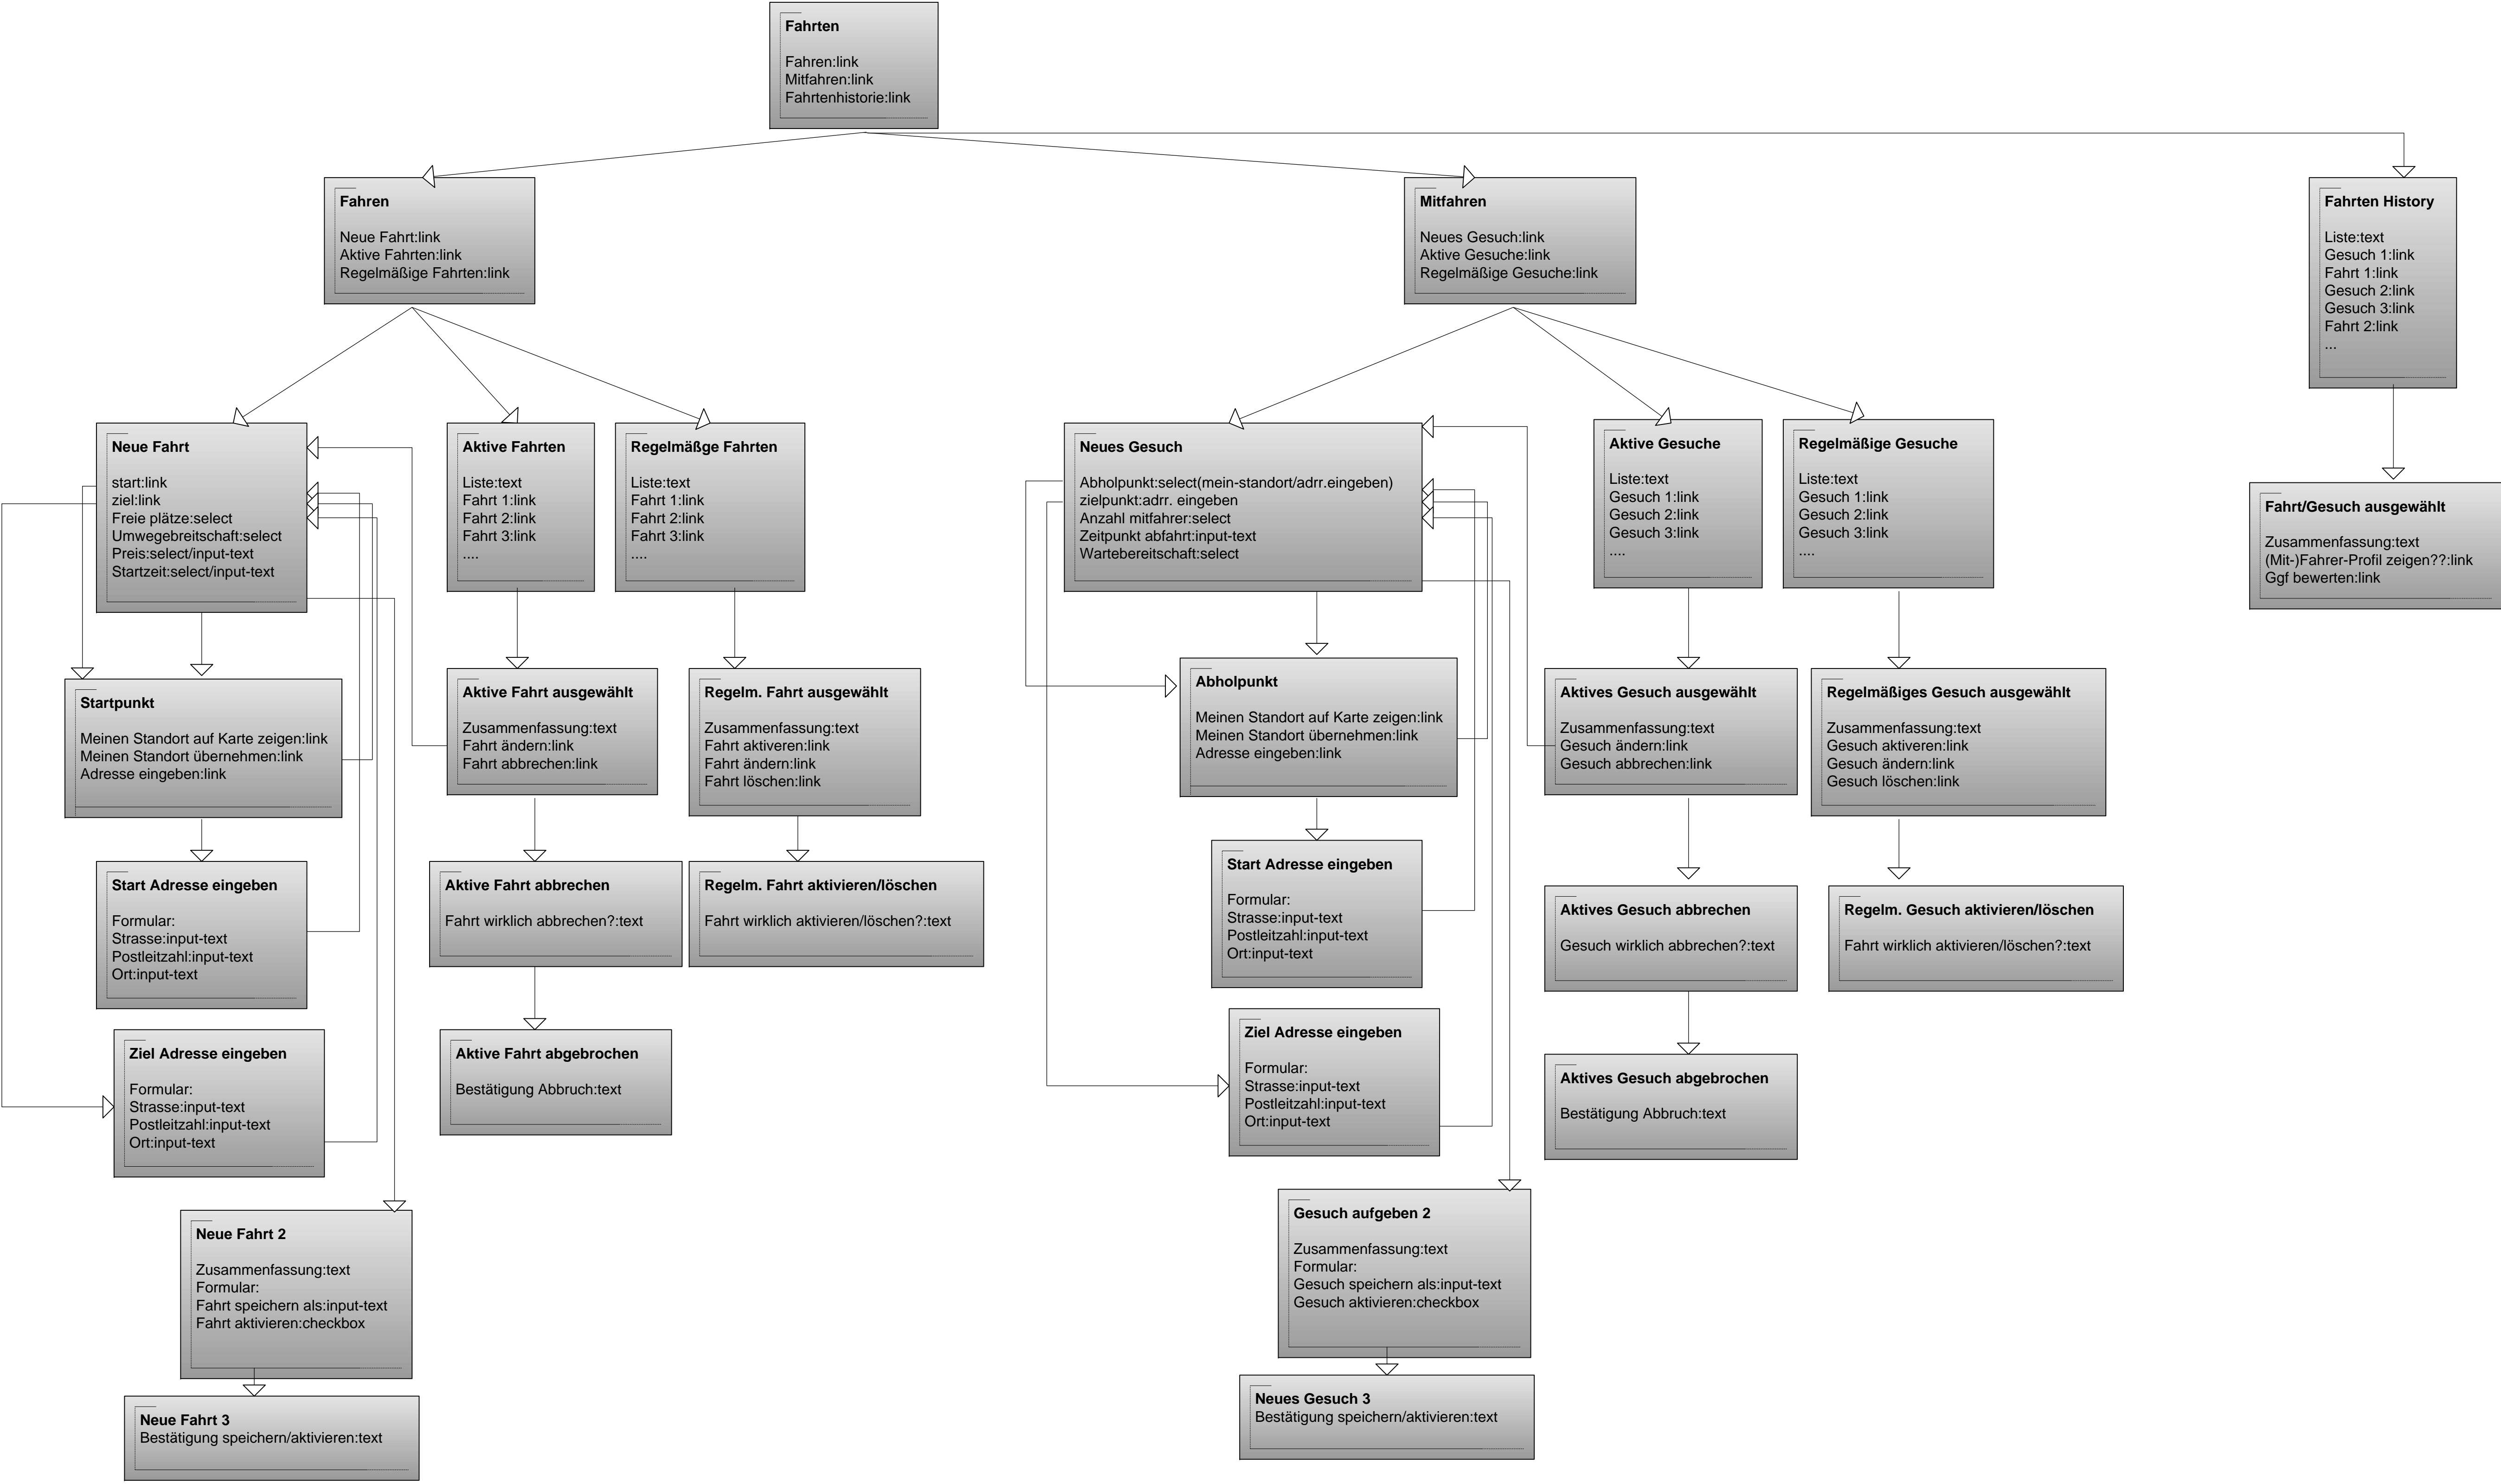 Fahrten
Fahren:link
Mitfahren:link
Fahrtenhistorie:link
Fahren
Neue Fahrt:link
Aktive Fahrten:link
Regelmäßige Fahrten:link
Mitfahren
Neues Gesuch:link
Aktive Gesuche:link
Regelmäßige Gesuche:link
Fahrten History
Liste:text
Gesuch 1:link
Fahrt 1:link
Gesuch 2:link
Gesuch 3:link
Fahrt 2:link
...
Neue Fahrt
start:link
ziel:link
Freie plätze:select
Umwegebreitschaft:select
Preis:select/input-text
Startzeit:select/input-text
Aktive Fahrten
Liste:text
Fahrt 1:link
Fahrt 2:link
Fahrt 3:link
....
Regelmäßge Fahrten
Liste:text
Fahrt 1:link
Fahrt 2:link
Fahrt 3:link
....
Neues Gesuch
Abholpunkt:select(mein-standort/adrr.eingeben)
zielpunkt:adrr. eingeben
Anzahl mitfahrer:select
Zeitpunkt abfahrt:input-text
Wartebereitschaft:select
Aktive Gesuche
Liste:text
Gesuch 1:link
Gesuch 2:link
Gesuch 3:link
....
Regelmäßige Gesuche
Liste:text
Gesuch 1:link
Gesuch 2:link
Gesuch 3:link
....
Fahrt/Gesuch ausgewählt
Zusammenfassung:text
(Mit-)Fahrer-Profil zeigen??:link
Ggf bewerten:link
Startpunkt
Meinen Standort auf Karte zeigen:link
Meinen Standort übernehmen:link
Adresse eingeben:link
Aktive Fahrt ausgewählt
Zusammenfassung:text
Fahrt ändern:link
Fahrt abbrechen:link
Regelm. Fahrt ausgewählt
Zusammenfassung:text
Fahrt aktiveren:link
Fahrt ändern:link
Fahrt löschen:link
Abholpunkt
Meinen Standort auf Karte zeigen:link
Meinen Standort übernehmen:link
Adresse eingeben:link
Aktives Gesuch ausgewählt
Zusammenfassung:text
Gesuch ändern:link
Gesuch abbrechen:link
Regelmäßiges Gesuch ausgewählt
Zusammenfassung:text
Gesuch aktiveren:link
Gesuch ändern:link
Gesuch löschen:link
Start Adresse eingeben
Formular:
Strasse:input-text
Postleitzahl:input-text
Ort:input-text
Aktive Fahrt abbrechen
Fahrt wirklich abbrechen?:text
Regelm. Fahrt aktivieren/löschen
Fahrt wirklich aktivieren/löschen?:text
Start Adresse eingeben
Formular:
Strasse:input-text
Postleitzahl:input-text
Ort:input-text
Aktives Gesuch abbrechen
Gesuch wirklich abbrechen?:text
Regelm. Gesuch aktivieren/löschen
Fahrt wirklich aktivieren/löschen?:text
Ziel Adresse eingeben
Formular:
Strasse:input-text
Postleitzahl:input-text
Ort:input-text
Aktive Fahrt abgebrochen
Bestätigung Abbruch:text
Ziel Adresse eingeben
Formular:
Strasse:input-text
Postleitzahl:input-text
Ort:input-text
Aktives Gesuch abgebrochen
Bestätigung Abbruch:text
Neue Fahrt 2
Zusammenfassung:text
Formular:
Fahrt speichern als:input-text
Fahrt aktivieren:checkbox
Gesuch aufgeben 2
Zusammenfassung:text
Formular:
Gesuch speichern als:input-text
Gesuch aktivieren:checkbox
Neue Fahrt 3
Bestätigung speichern/aktivieren:text
Neues Gesuch 3
Bestätigung speichern/aktivieren:text